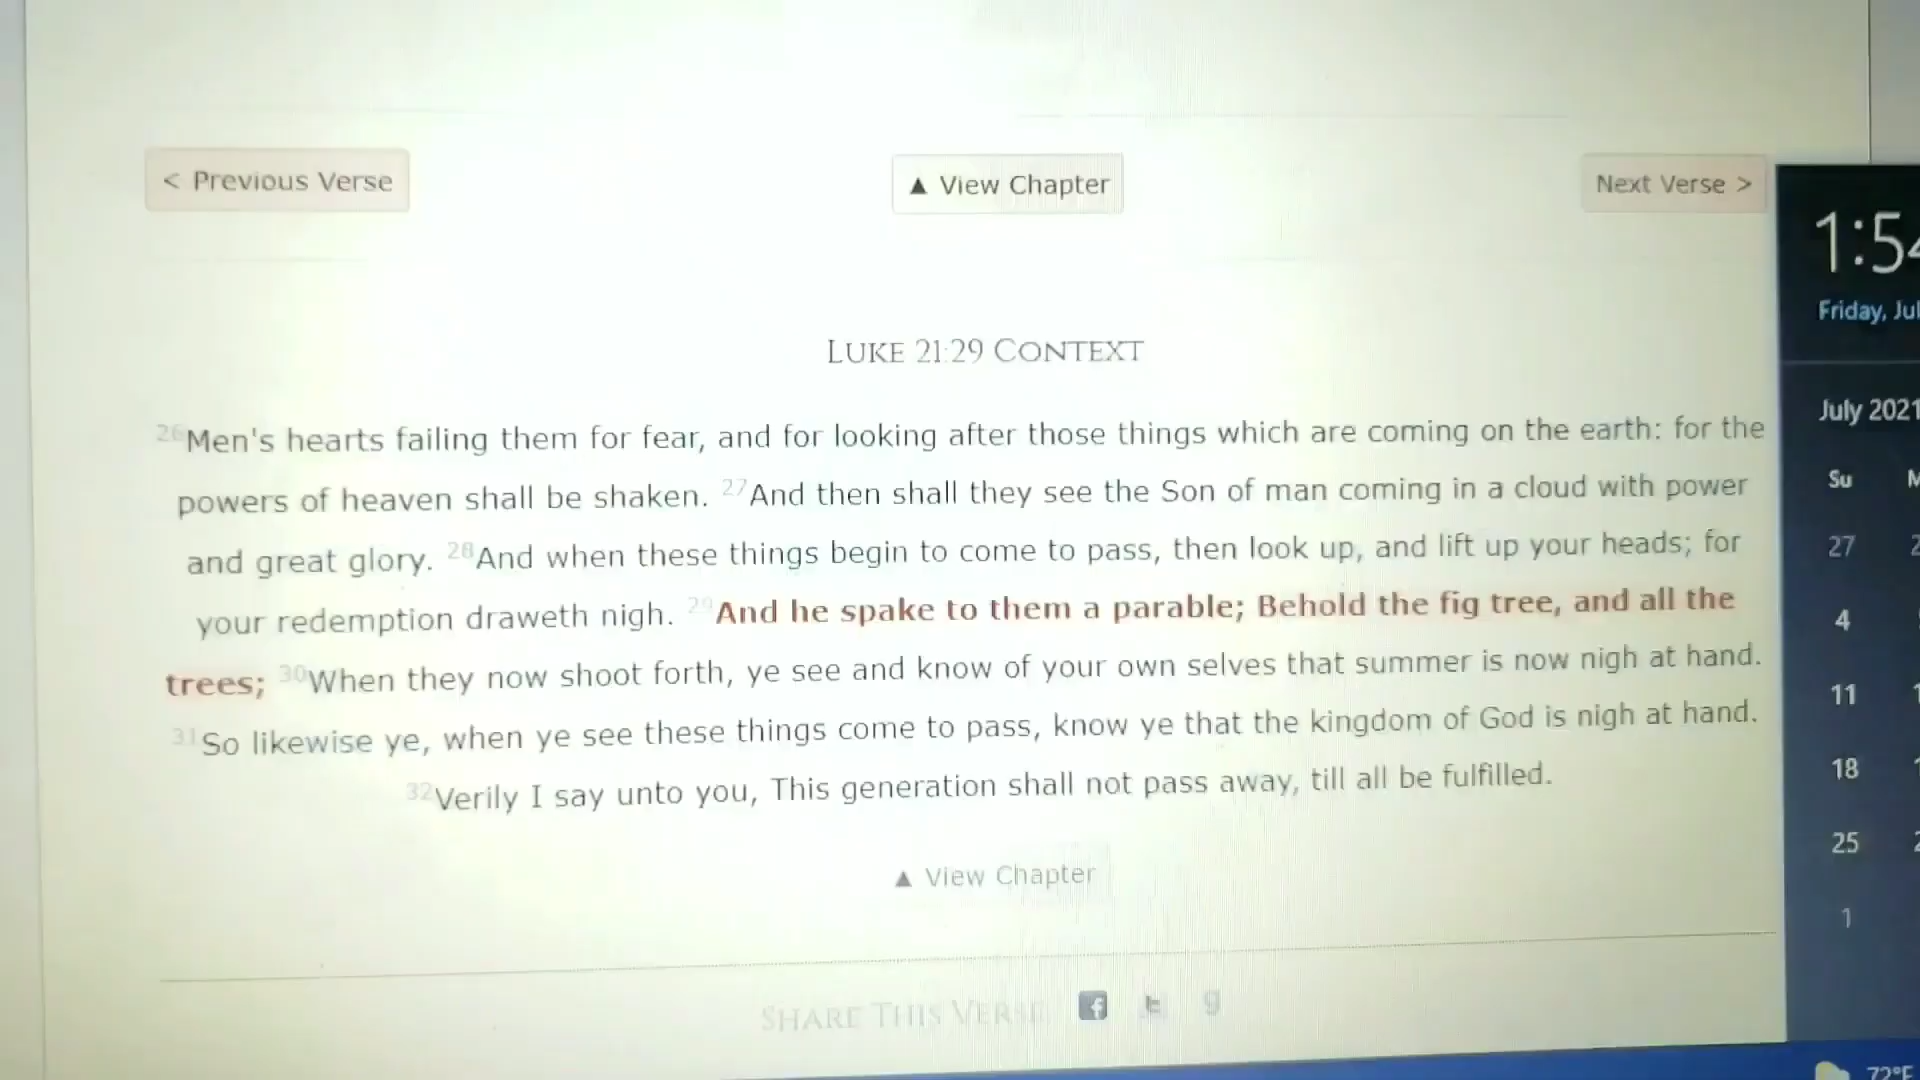 < Previous Verse
▲ View Chapter
Next Verse >
LUKE 21:29 CONTEXT
26Men's hearts failing them for fear, and for looking after those things which are coming on the earth: for the
powers of heaven shall be shaken. 27And then shall they see the Son of man coming in a cloud with power
and great glory. 28And when these things begin to come to pass, then look up, and lift up your heads; for
your redemption draweth nigh. 29And he spake to them a parable; Behold the fig tree, and all the
trees; 30When they now shoot forth, ye see and know of your own selves that summer is now nigh at hand.
31So likewise ye, when ye see these things come to pass, know ye that the kingdom of God is nigh at hand.
32Verily I say unto you, This generation shall not pass away, till all be fulfilled.
▲ View Chapter
SHARE THIS VERSE
f t g
1:54
Friday, Jul
July 2021
Su
27
4
11
18
25
1
72°F